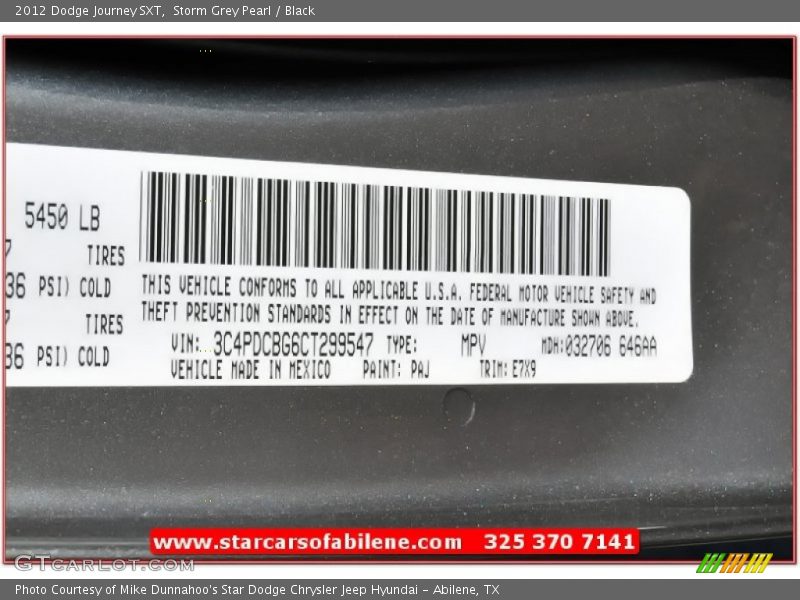 2012 Dodge Journey SXT, Storm Grey Pearl / Black
5450 LB
TIRES
36 PSI) COLD
TIRES
36 PSI) COLD
THIS VEHICLE CONFORMS TO ALL APPLICABLE U.S.A. FEDERAL MOTOR VEHICLE SAFETY AND
THEFT PREVENTION STANDARDS IN EFFECT ON THE DATE OF MANUFACTURE SHOWN ABOVE.
VIN: 3C4PDCBG6CT299547 TYPE: MPV MDH:032706 646AA
VEHICLE MADE IN MEXICO PAINT: PAJ TRIM: E7X9
www.starcarsofabilene.com 325 370 7141
GTCarLot.com
Photo Courtesy of Mike Dunnahoo's Star Dodge Chrysler Jeep Hyundai - Abilene, TX